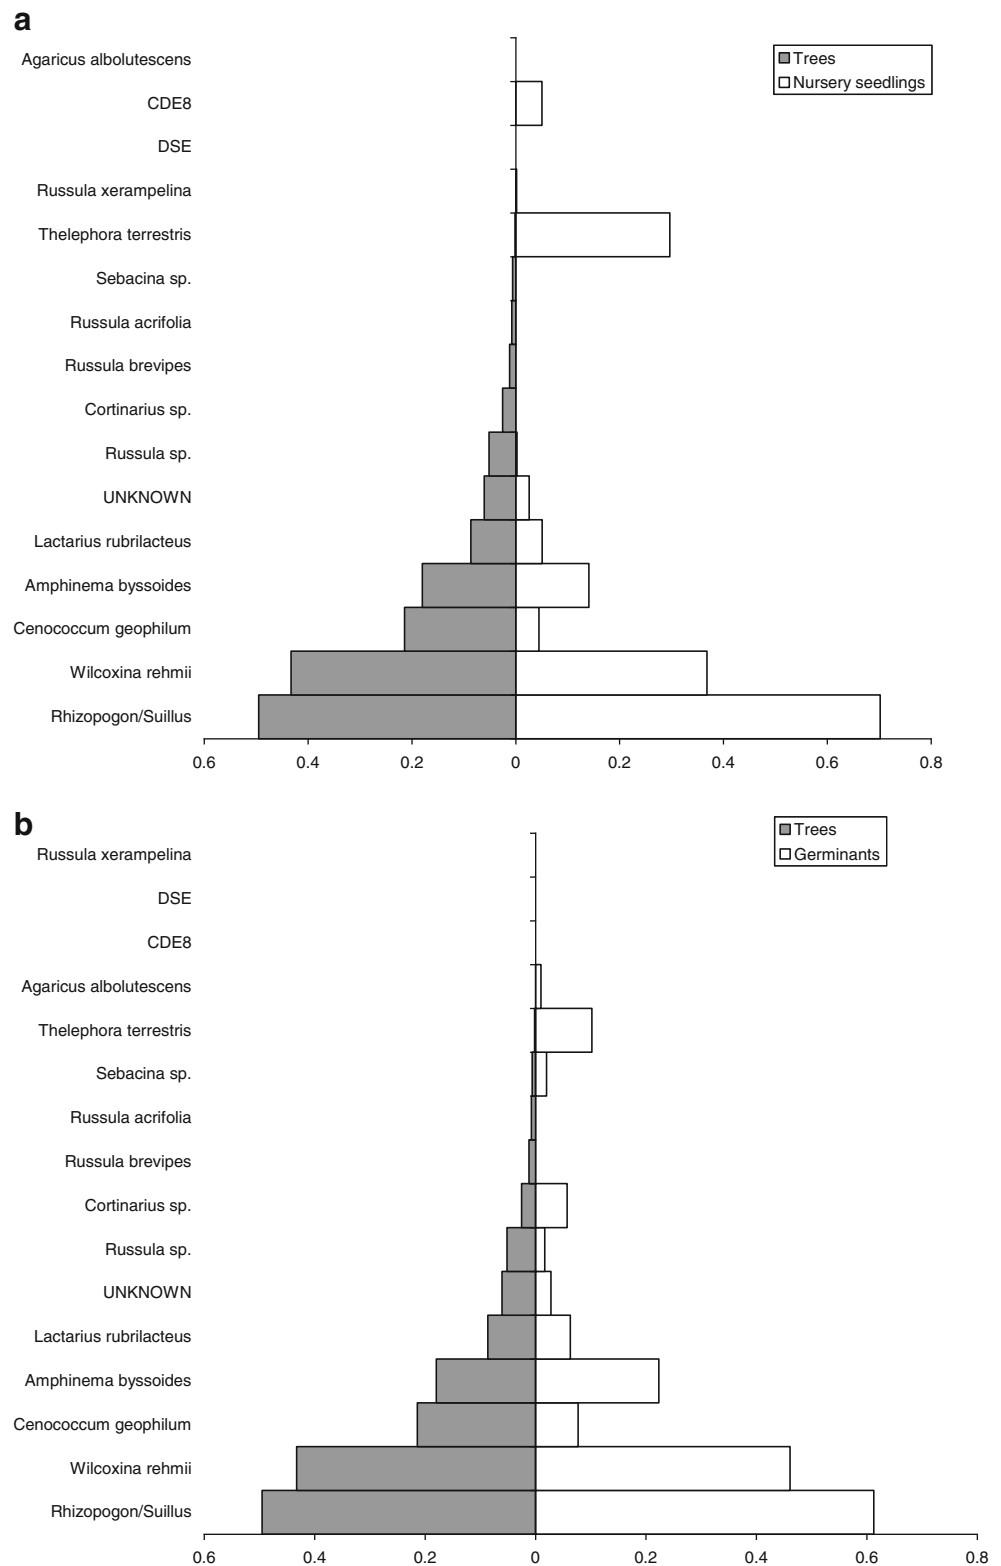 a
Agaricus albolutescens
Trees
Nursery seedlings
CDE8
DSE
Russula xerampelina
Thelephora terrestris
Sebacina sp.
Russula acrifolia
Russula brevipes
Cortinarius sp.
Russula sp.
UNKNOWN
Lactarius rubrilacteus
Amphinema byssoides
Cenococcum geophilum
Wilcoxina rehmii
Rhizopogon/Suillus
0.6 0.4 0.2 0 0.2 0.4 0.6 0.8
b
Trees
Germinants
Russula xerampelina
DSE
CDE8
Agaricus albolutescens
Thelephora terrestris
Sebacina sp.
Russula acrifolia
Russula brevipes
Cortinarius sp.
Russula sp.
UNKNOWN
Lactarius rubrilacteus
Amphinema byssoides
Cenococcum geophilum
Wilcoxina rehmii
Rhizopogon/Suillus
0.6 0.4 0.2 0 0.2 0.4 0.6 0.8